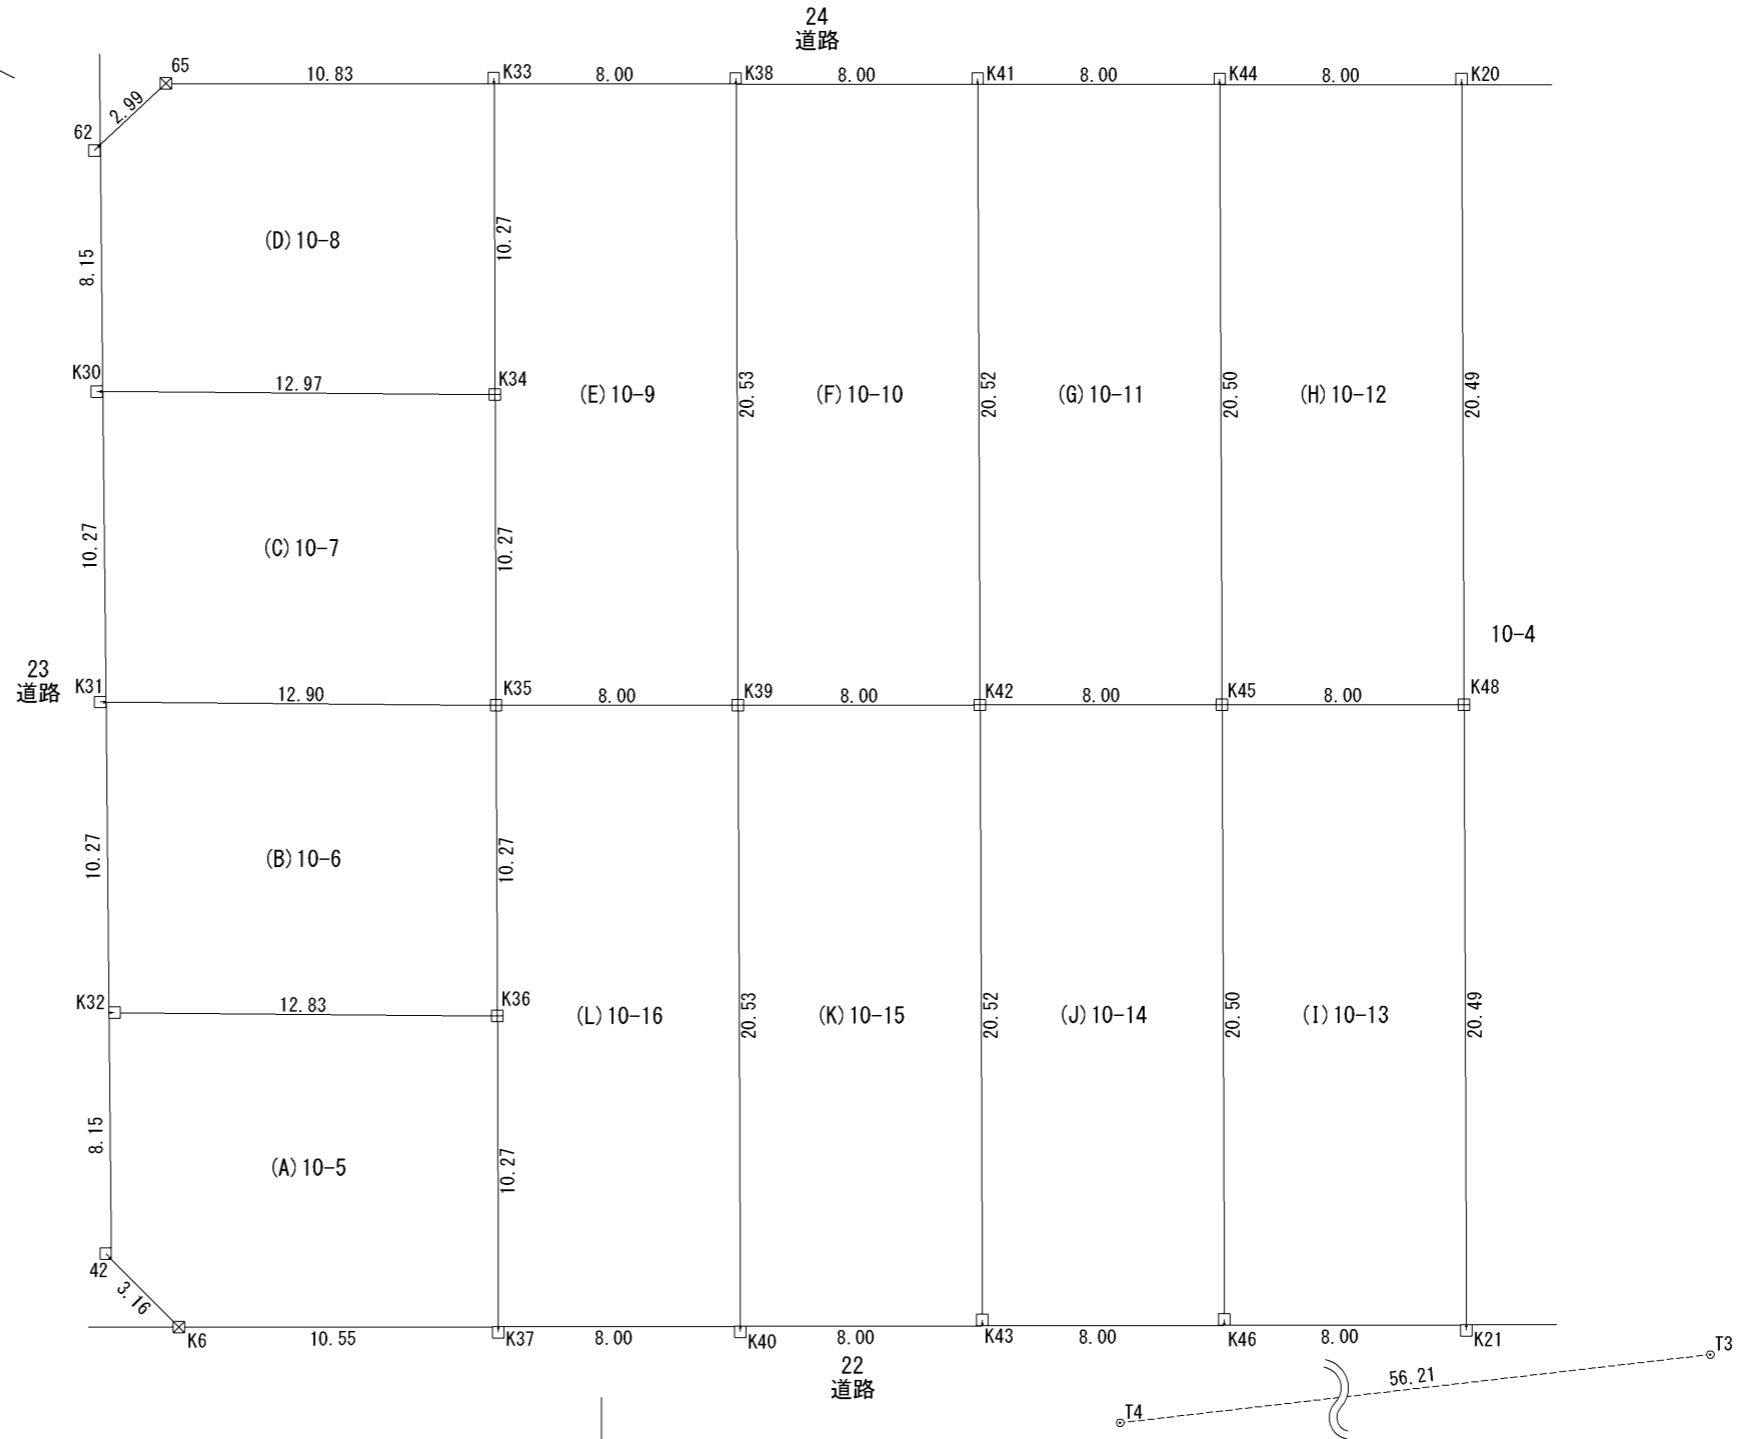 24
道路
65
10.83
K33
8.00
K38
8.00
K41
8.00
K44
8.00
K20
2.99
62
(D)10-8
10.27
8.15
K30
12.97
K34
(E)10-9
20.53
(F)10-10
20.52
(G)10-11
20.50
(H)10-12
20.49
10.27
(C)10-7
10.27
10-4
23
道路
K31
12.90
K35
8.00
K39
8.00
K42
8.00
K45
8.00
K48
10.27
(B)10-6
10.27
K32
12.83
K36
(L)10-16
20.53
(K)10-15
20.52
(J)10-14
20.50
(I)10-13
20.49
8.15
(A)10-5
10.27
42
3.16
K6
10.55
K37
8.00
K40
8.00
K43
8.00
K46
8.00
K21
22
道路
T3
56.21
T4